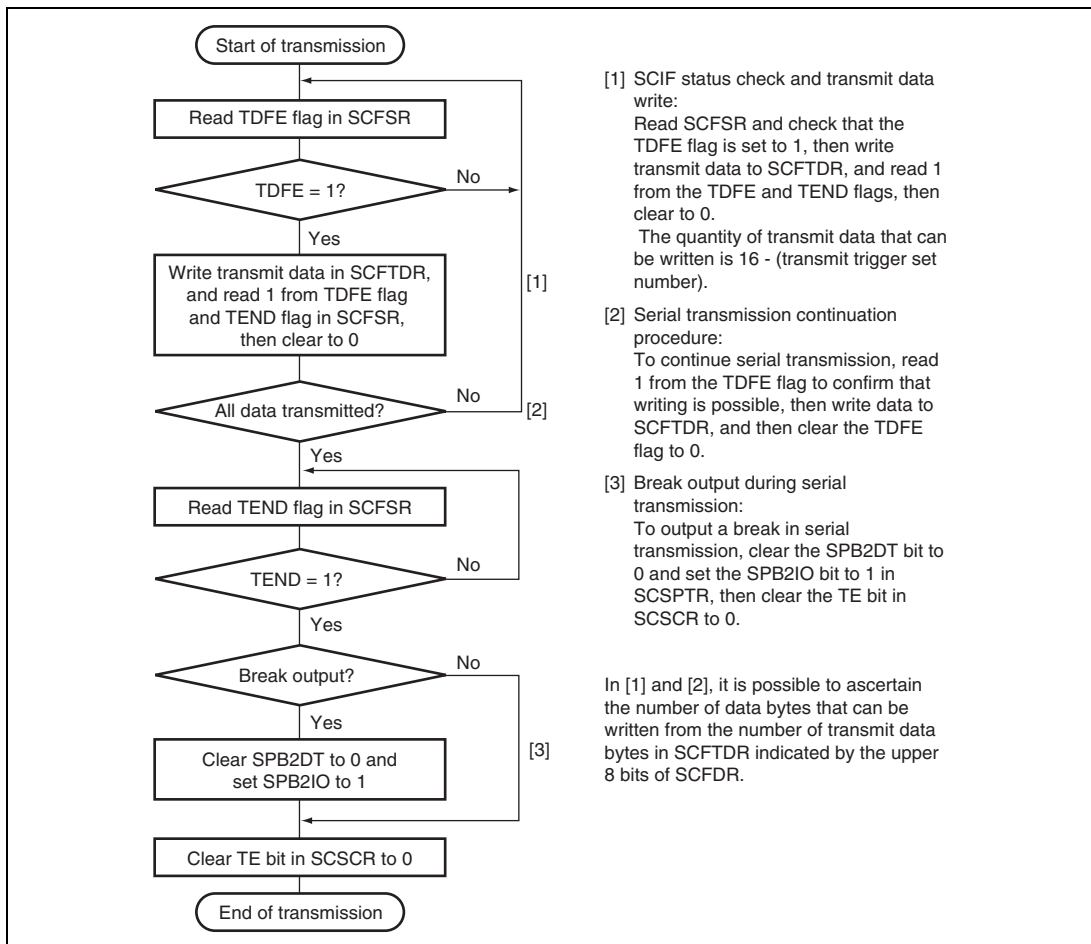 Start of transmission
Read TDFE flag in SCFSR
TDFE = 1?
No
Yes
Write transmit data in SCFTDR,
and read 1 from TDFE flag
and TEND flag in SCFSR,
then clear to 0
[1]
All data transmitted?
No
[2]
Yes
Read TEND flag in SCFSR
TEND = 1?
No
Yes
Break output?
No
Yes
Clear SPB2DT to 0 and
set SPB2IO to 1
[3]
Clear TE bit in SCSCR to 0
End of transmission
[1] SCIF status check and transmit data
write:
Read SCFSR and check that the
TDFE flag is set to 1, then write
transmit data to SCFTDR, and read 1
from the TDFE and TEND flags, then
clear to 0.
The quantity of transmit data that can
be written is 16 - (transmit trigger set
number).
[2] Serial transmission continuation
procedure:
To continue serial transmission, read
1 from the TDFE flag to confirm that
writing is possible, then write data to
SCFTDR, and then clear the TDFE
flag to 0.
[3] Break output during serial
transmission:
To output a break in serial
transmission, clear the SPB2DT bit to
0 and set the SPB2IO bit to 1 in
SCSPTR, then clear the TE bit in
SCSCR to 0.
In [1] and [2], it is possible to ascertain
the number of data bytes that can be
written from the number of transmit data
bytes in SCFTDR indicated by the upper
8 bits of SCFDR.